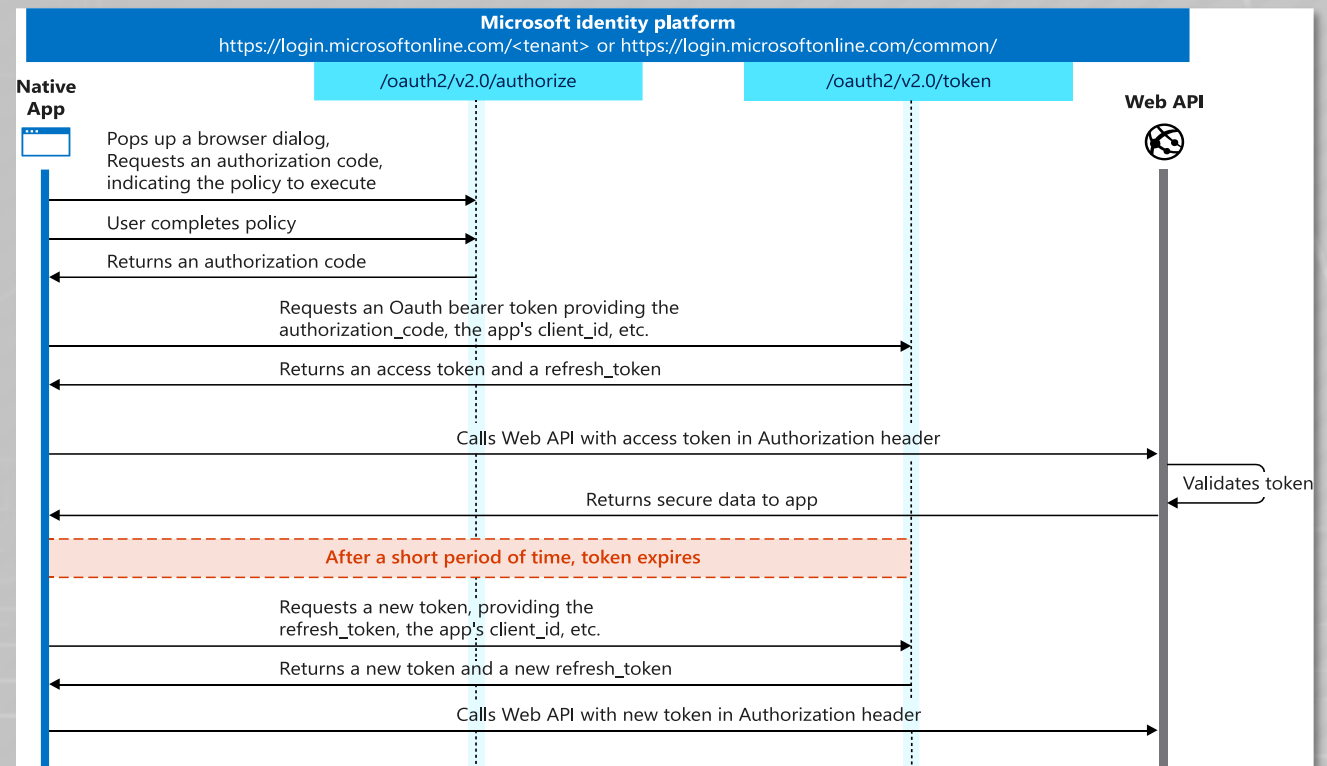 Microsoft identity platform
https://login.microsoftonline.com/<tenant> or https://login.microsoftonline.com/common/
/oauth2/v2.0/authorize
/oauth2/v2.0/token
Native
App
Web API
Pops up a browser dialog,
Requests an authorization code,
indicating the policy to execute
User completes policy
Returns an authorization code
Requests an Oauth bearer token providing the
authorization_code, the app's client_id, etc.
Returns an access token and a refresh_token
Calls Web API with access token in Authorization header
Validates token
Returns secure data to app
After a short period of time, token expires
Requests a new token, providing the
refresh_token, the app's client_id, etc.
Returns a new token and a new refresh_token
Calls Web API with new token in Authorization header